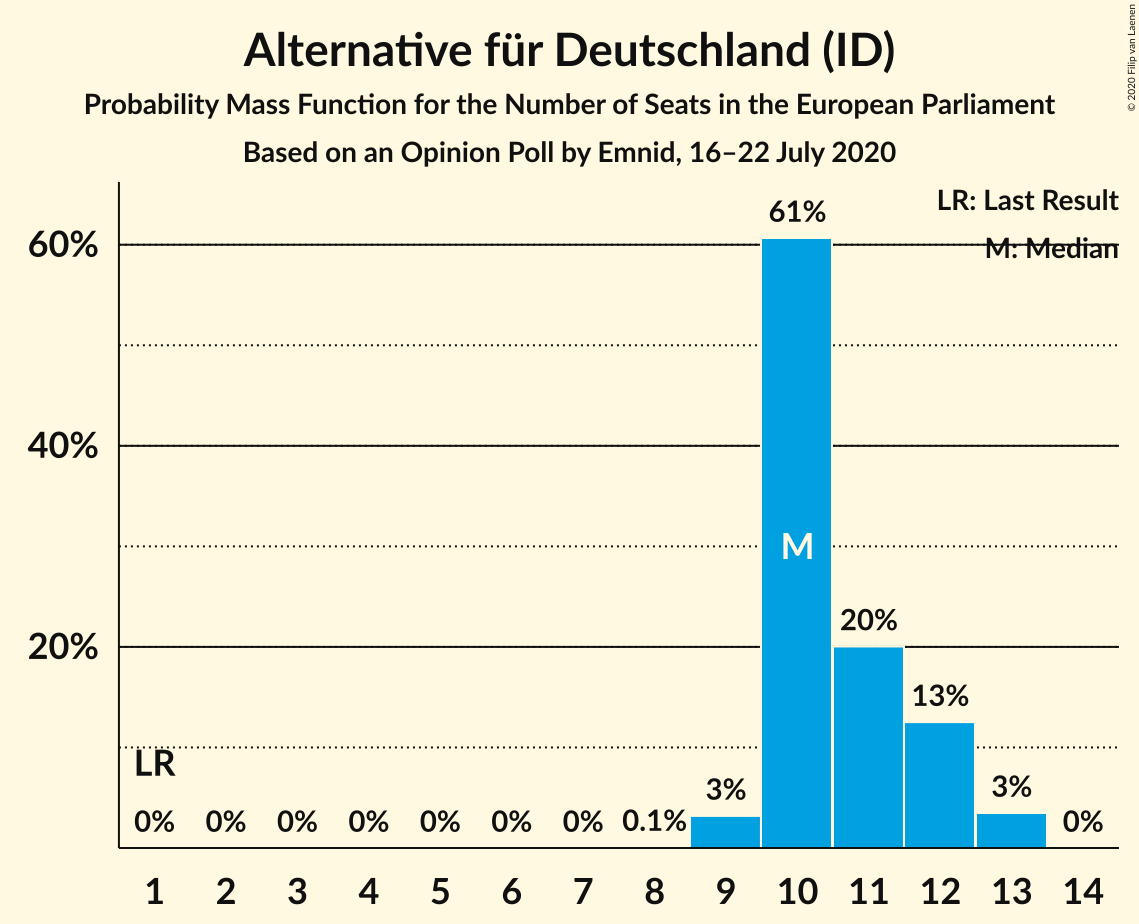 Alternative für Deutschland (ID)
Probability Mass Function for the Number of Seats in the European Parliament
Based on an Opinion Poll by Emnid, 16–22 July 2020
© 2020 Filip van Laenen
LR: Last Result
M: Median
60%
40%
20%
61%
M
20%
13%
LR
0% 0% 0% 0% 0% 0% 0% 0.1% 3% 3% 0%
1 2 3 4 5 6 7 8 9 10 11 12 13 14